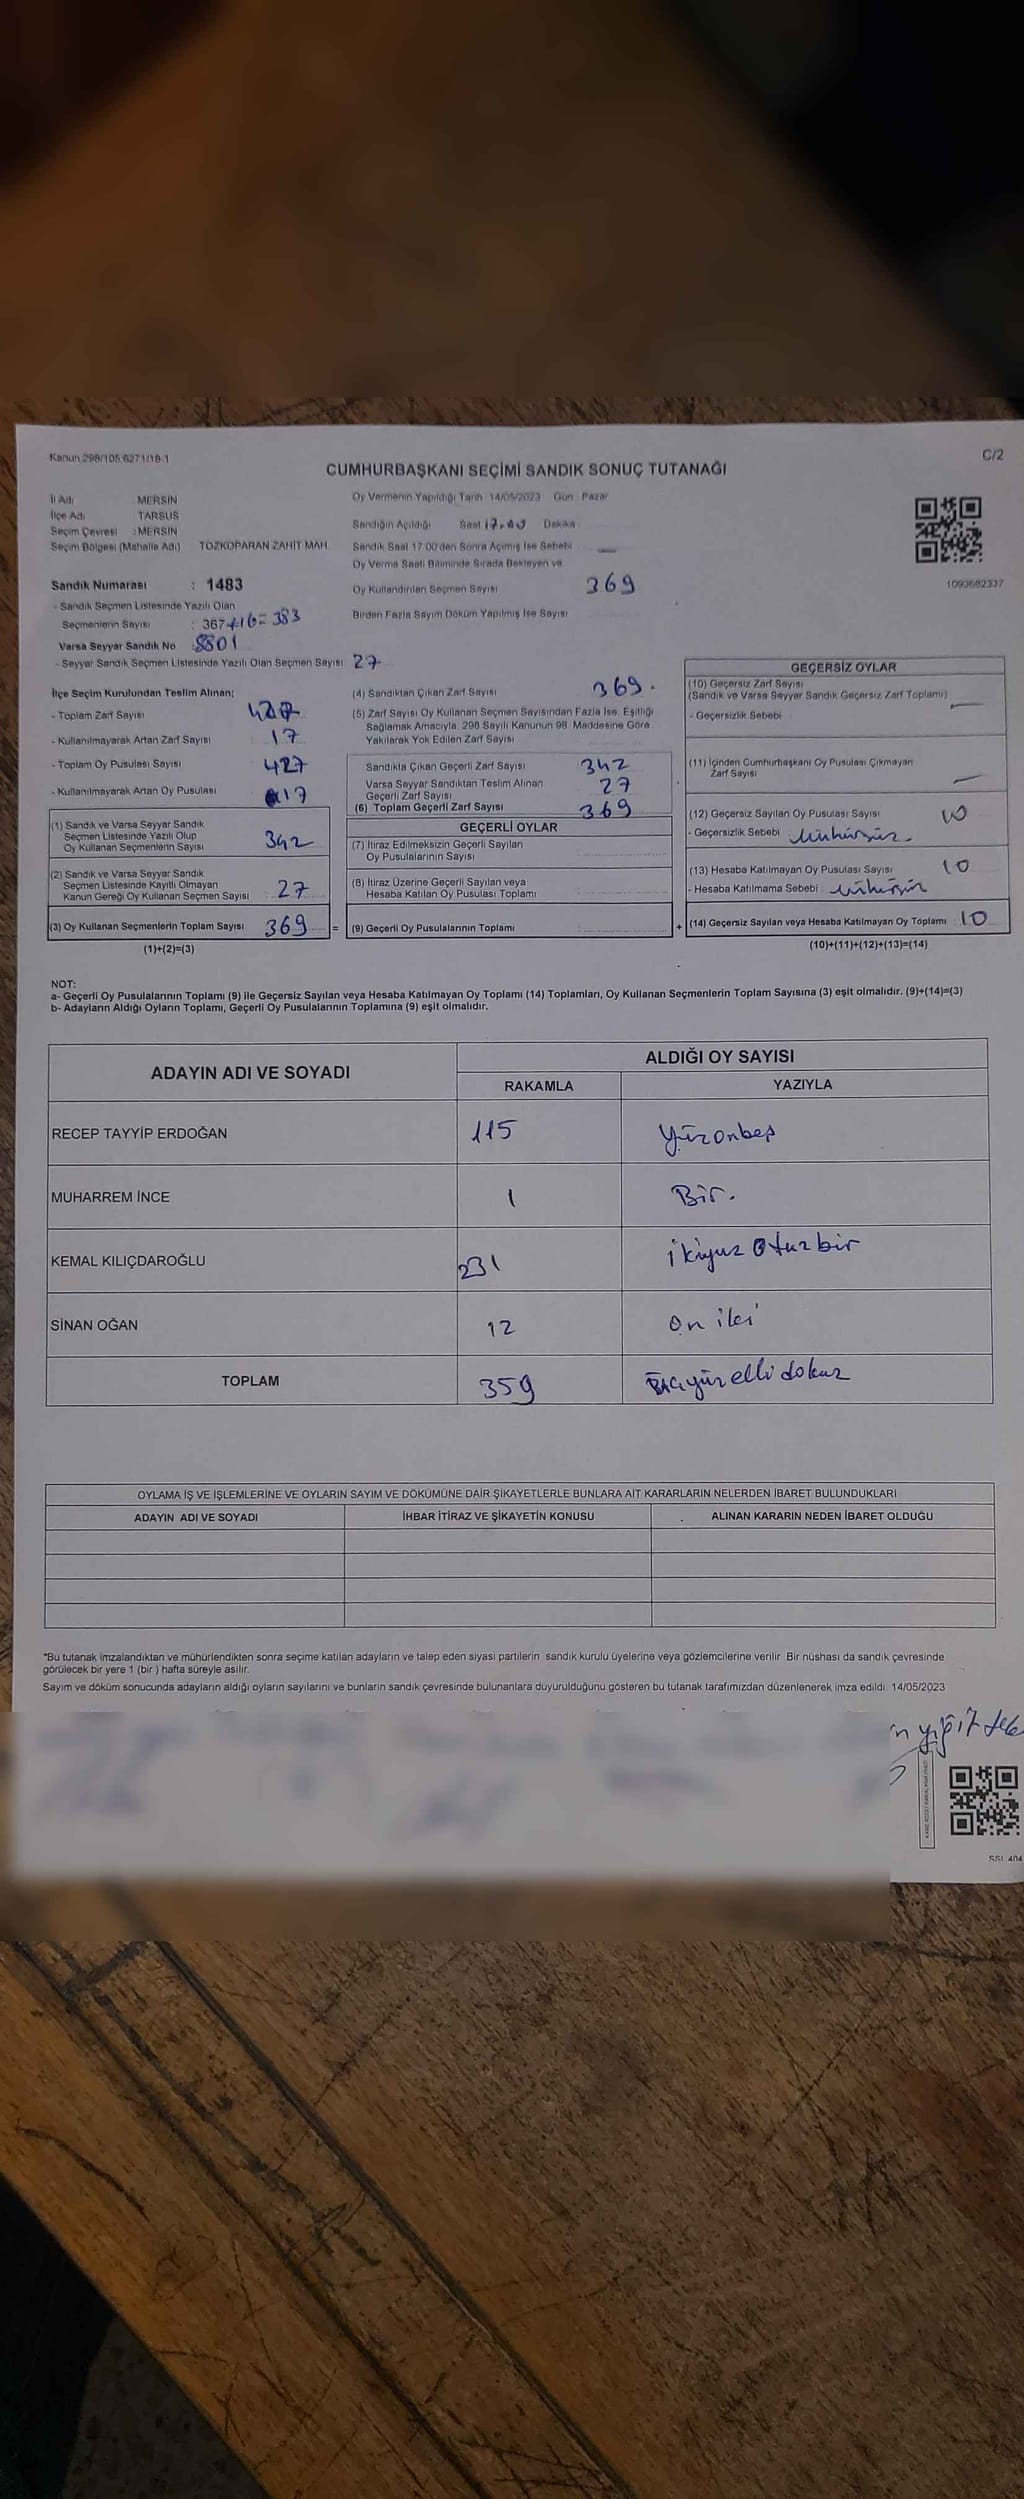 Kanun:298/105,6271/18-1
C/2
CUMHURBAŞKANI SEÇİMİ SANDIK SONUÇ TUTANAĞI
İl Adı : MERSİN
İlçe Adı : TARSUS
Seçim Çevresi : MERSİN
Seçim Bölgesi (Mahalle Adı) TOZKOPARAN ZAHİT MAH.
Oy Vermenin Yapıldığı Tarih: 14/05/2023 Gün: Pazar
Sandığın Açıldığı Saat 17.00 Dakika
Sandık Saat 17:00'den Sonra Açımış İse Sebebi
Oy Verme Saati Bitiminde Sırada Bekleyen ve
Oy Kullandırılan Seçmen Sayısı 369
Birden Fazla Sayım Döküm Yapılmış İse Sayısı
1090682337
Sandık Numarası : 1483
- Sandık Seçmen Listesinde Yazılı Olan
Seçmenlerin Sayısı : 367+16=383
Varsa Seyyar Sandık No : 8801
- Seyyar Sandık Seçmen Listesinde Yazılı Olan Seçmen Sayısı 27
İlçe Seçim Kurulundan Teslim Alınan;
- Toplam Zarf Sayısı
- Kullanılmayarak Artan Zarf Sayısı 17
- Toplam Oy Pusulası Sayısı 427
- Kullanılmayarak Artan Oy Pusulası 17
(1) Sandık ve Varsa Seyyar Sandık
Seçmen Listesinde Yazılı Olup
Oy Kullanan Seçmenlerin Sayısı 342
(2) Sandık ve Varsa Seyyar Sandık
Seçmen Listesinde Kayıtlı Olmayan
Kanun Gereği Oy Kullanan Seçmen Sayısı 27
(3) Oy Kullanan Seçmenlerin Toplam Sayısı 369 =
(1)+(2)=(3)
(4) Sandıktan Çıkan Zarf Sayısı 369.
(5) Zarf Sayısı Oy Kullanan Seçmen Sayısından Fazla İse, Eşitliği
Sağlamak Amacıyla, 298 Sayılı Kanunun 98. Maddesine Göre
Yakılarak Yok Edilen Zarf Sayısı
Sandıkta Çıkan Geçerli Zarf Sayısı 342
Varsa Seyyar Sandıktan Teslim Alınan
Geçerli Zarf Sayısı 27
(6) Toplam Geçerli Zarf Sayısı 369
GEÇERLİ OYLAR
(7) İtiraz Edilmeksizin Geçerli Sayılan
Oy Pusulalarının Sayısı
(8) İtiraz Üzerine Geçerli Sayılan veya
Hesaba Katılan Oy Pusulası Toplamı
(9) Geçerli Oy Pusulalarının Toplamı +
GEÇERSİZ OYLAR
(10) Geçersiz Zarf Sayısı
(Sandık ve Varsa Seyyar Sandık Geçersiz Zarf Toplamı)
- Geçersizlik Sebebi
(11) İçinden Cumhurbaşkanı Oy Pusulası Çıkmayan
Zarf Sayısı
(12) Geçersiz Sayılan Oy Pusulası Sayısı 10
- Geçersizlik Sebebi Mühürsüz.
(13) Hesaba Katılmayan Oy Pusulası Sayısı 10
- Hesaba Katılmama Sebebi mühürsüz
(14) Geçersiz Sayılan veya Hesaba Katılmayan Oy Toplamı 10
(10)+(11)+(12)+(13)=(14)
NOT:
a- Geçerli Oy Pusulalarının Toplamı (9) ile Geçersiz Sayılan veya Hesaba Katılmayan Oy Toplamı (14) Toplamları, Oy Kullanan Seçmenlerin Toplam Sayısına (3) eşit olmalıdır. (9)+(14)=(3)
b- Adayların Aldığı Oyların Toplamı, Geçerli Oy Pusulalarının Toplamına (9) eşit olmalıdır.
ADAYIN ADI VE SOYADI
ALDIĞI OY SAYISI
RAKAMLA YAZIYLA
RECEP TAYYİP ERDOĞAN 115 Yüzonbeş
MUHARREM İNCE 1 Bir.
KEMAL KILIÇDAROĞLU 231 ikiyuz Otuzbir
SİNAN OĞAN 12 on iki
TOPLAM 359 üçyüz elli dokuz
OYLAMA İŞ VE İŞLEMLERİNE VE OYLARIN SAYIM VE DÖKÜMÜNE DAİR ŞİKAYETLERLE BUNLARA AİT KARARLARIN NELERDEN İBARET BULUNDUKLARI
ADAYIN ADI VE SOYADI İHBAR İTİRAZ VE ŞİKAYETİN KONUSU ALINAN KARARIN NEDEN İBARET OLDUĞU
*Bu tutanak imzalandıktan ve mühürlendikten sonra seçime katılan adayların ve talep eden siyasi partilerin sandık kurulu üyelerine veya gözlemcilerine verilir. Bir nüshası da sandık çevresinde
görülecek bir yere 1 (bir ) hafta süreyle asılır.
Sayım ve döküm sonucunda adayların aldığı oyların sayılarını ve bunların sandık çevresinde bulunanlara duyurulduğunu gösteren bu tutanak tarafımızdan düzenlenerek imza edildi. 14/05/2023
yiğit
SSI 404